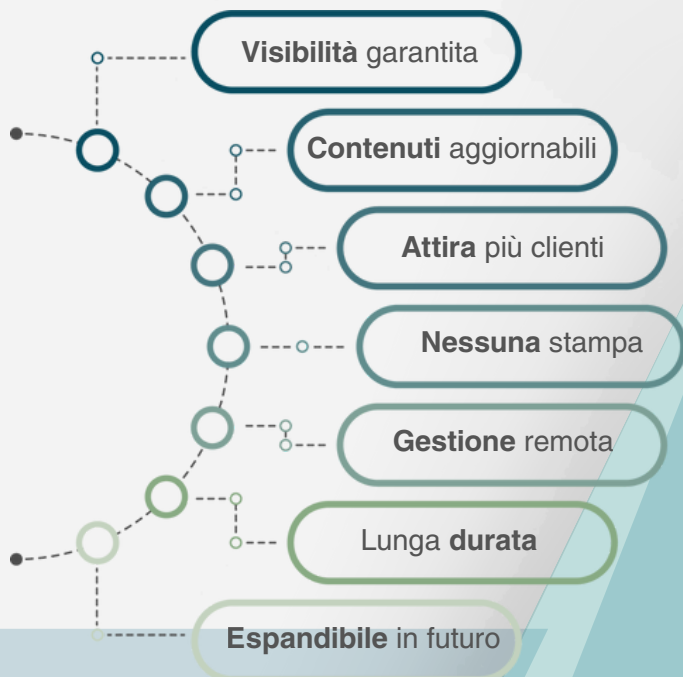 Visibilità garantita
Contenuti aggiornabili
Attira più clienti
Nessuna stampa
Gestione remota
Lunga durata
Espandibile in futuro